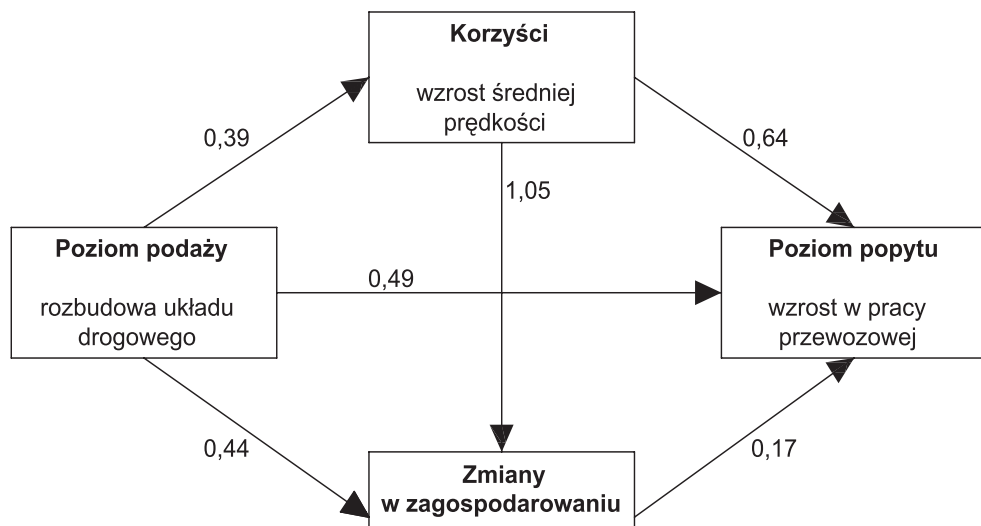 Korzyści
wzrost średniej
prędkości
0,39
0,64
1,05
Poziom podaży
rozbudowa układu
drogowego
0,49
Poziom popytu
wzrost w pracy
przewozowej
0,44
0,17
Zmiany
w zagospodarowaniu